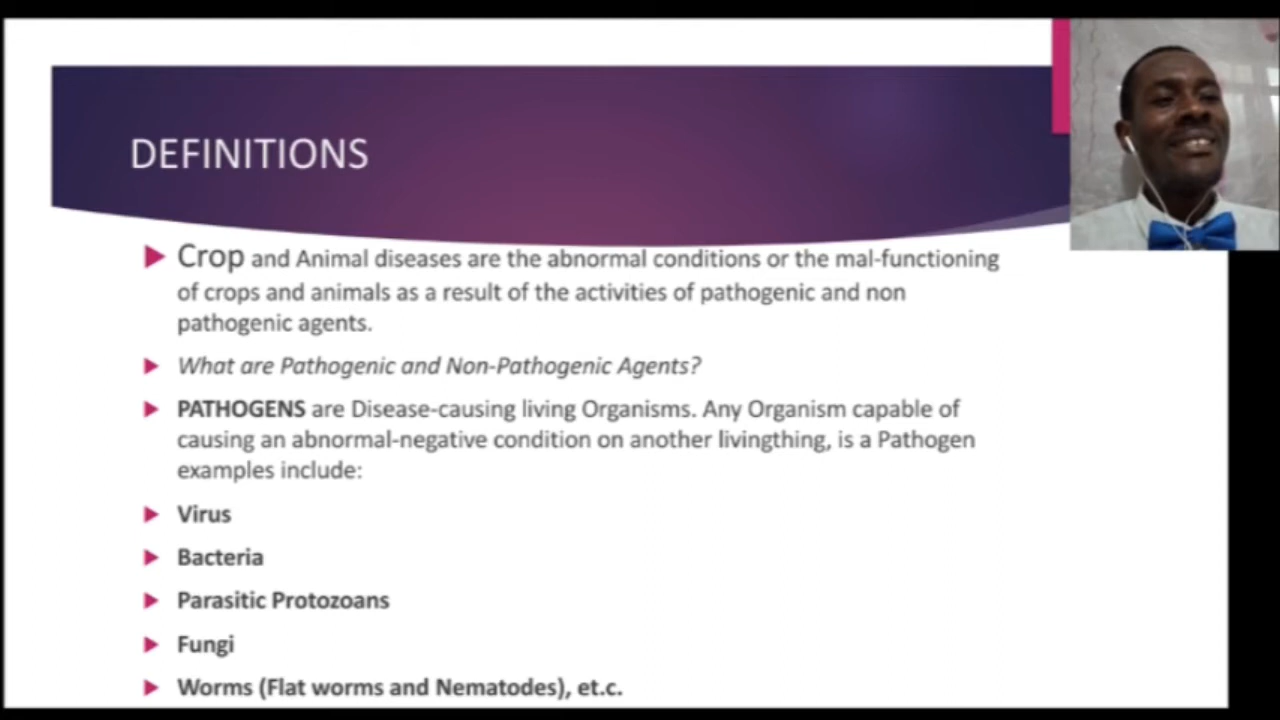 DEFINITIONS
Crop and Animal diseases are the abnormal conditions or the mal-functioning
of crops and animals as a result of the activities of pathogenic and non
pathogenic agents.
What are Pathogenic and Non-Pathogenic Agents?
PATHOGENS are Disease-causing living Organisms. Any Organism capable of
causing an abnormal-negative condition on another livingthing, is a Pathogen
examples include:
Virus
Bacteria
Parasitic Protozoans
Fungi
Worms (Flat worms and Nematodes), et.c.